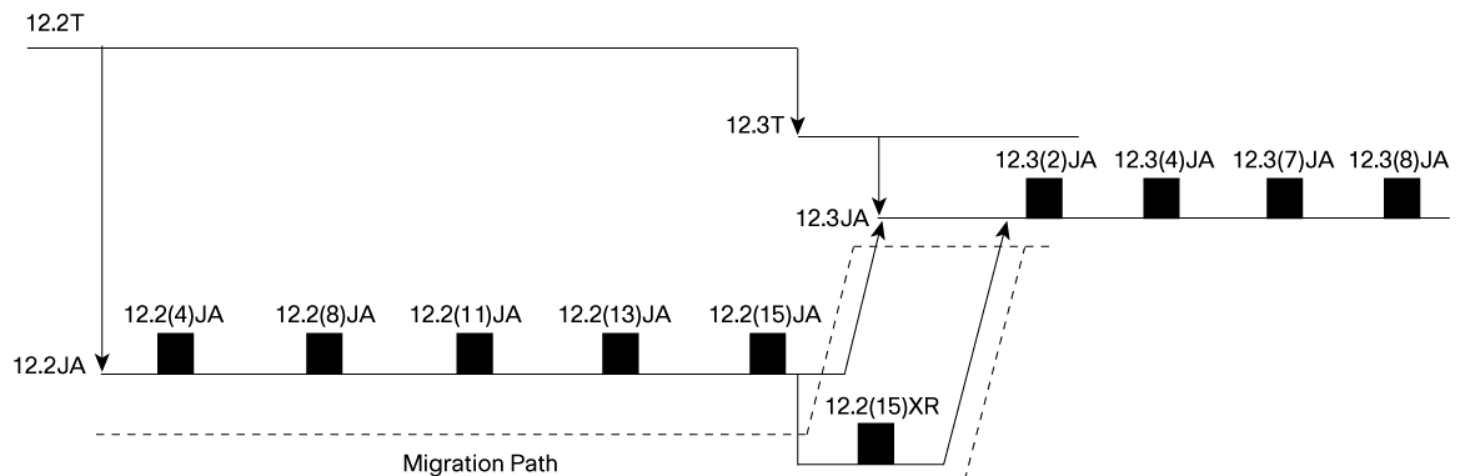 12.2T
12.3T
12.3(2)JA 12.3(4)JA 12.3(7)JA 12.3(8)JA
12.3JA
12.2(4)JA 12.2(8)JA 12.2(11)JA 12.2(13)JA 12.2(15)JA
12.2JA
12.2(15)XR
Migration Path